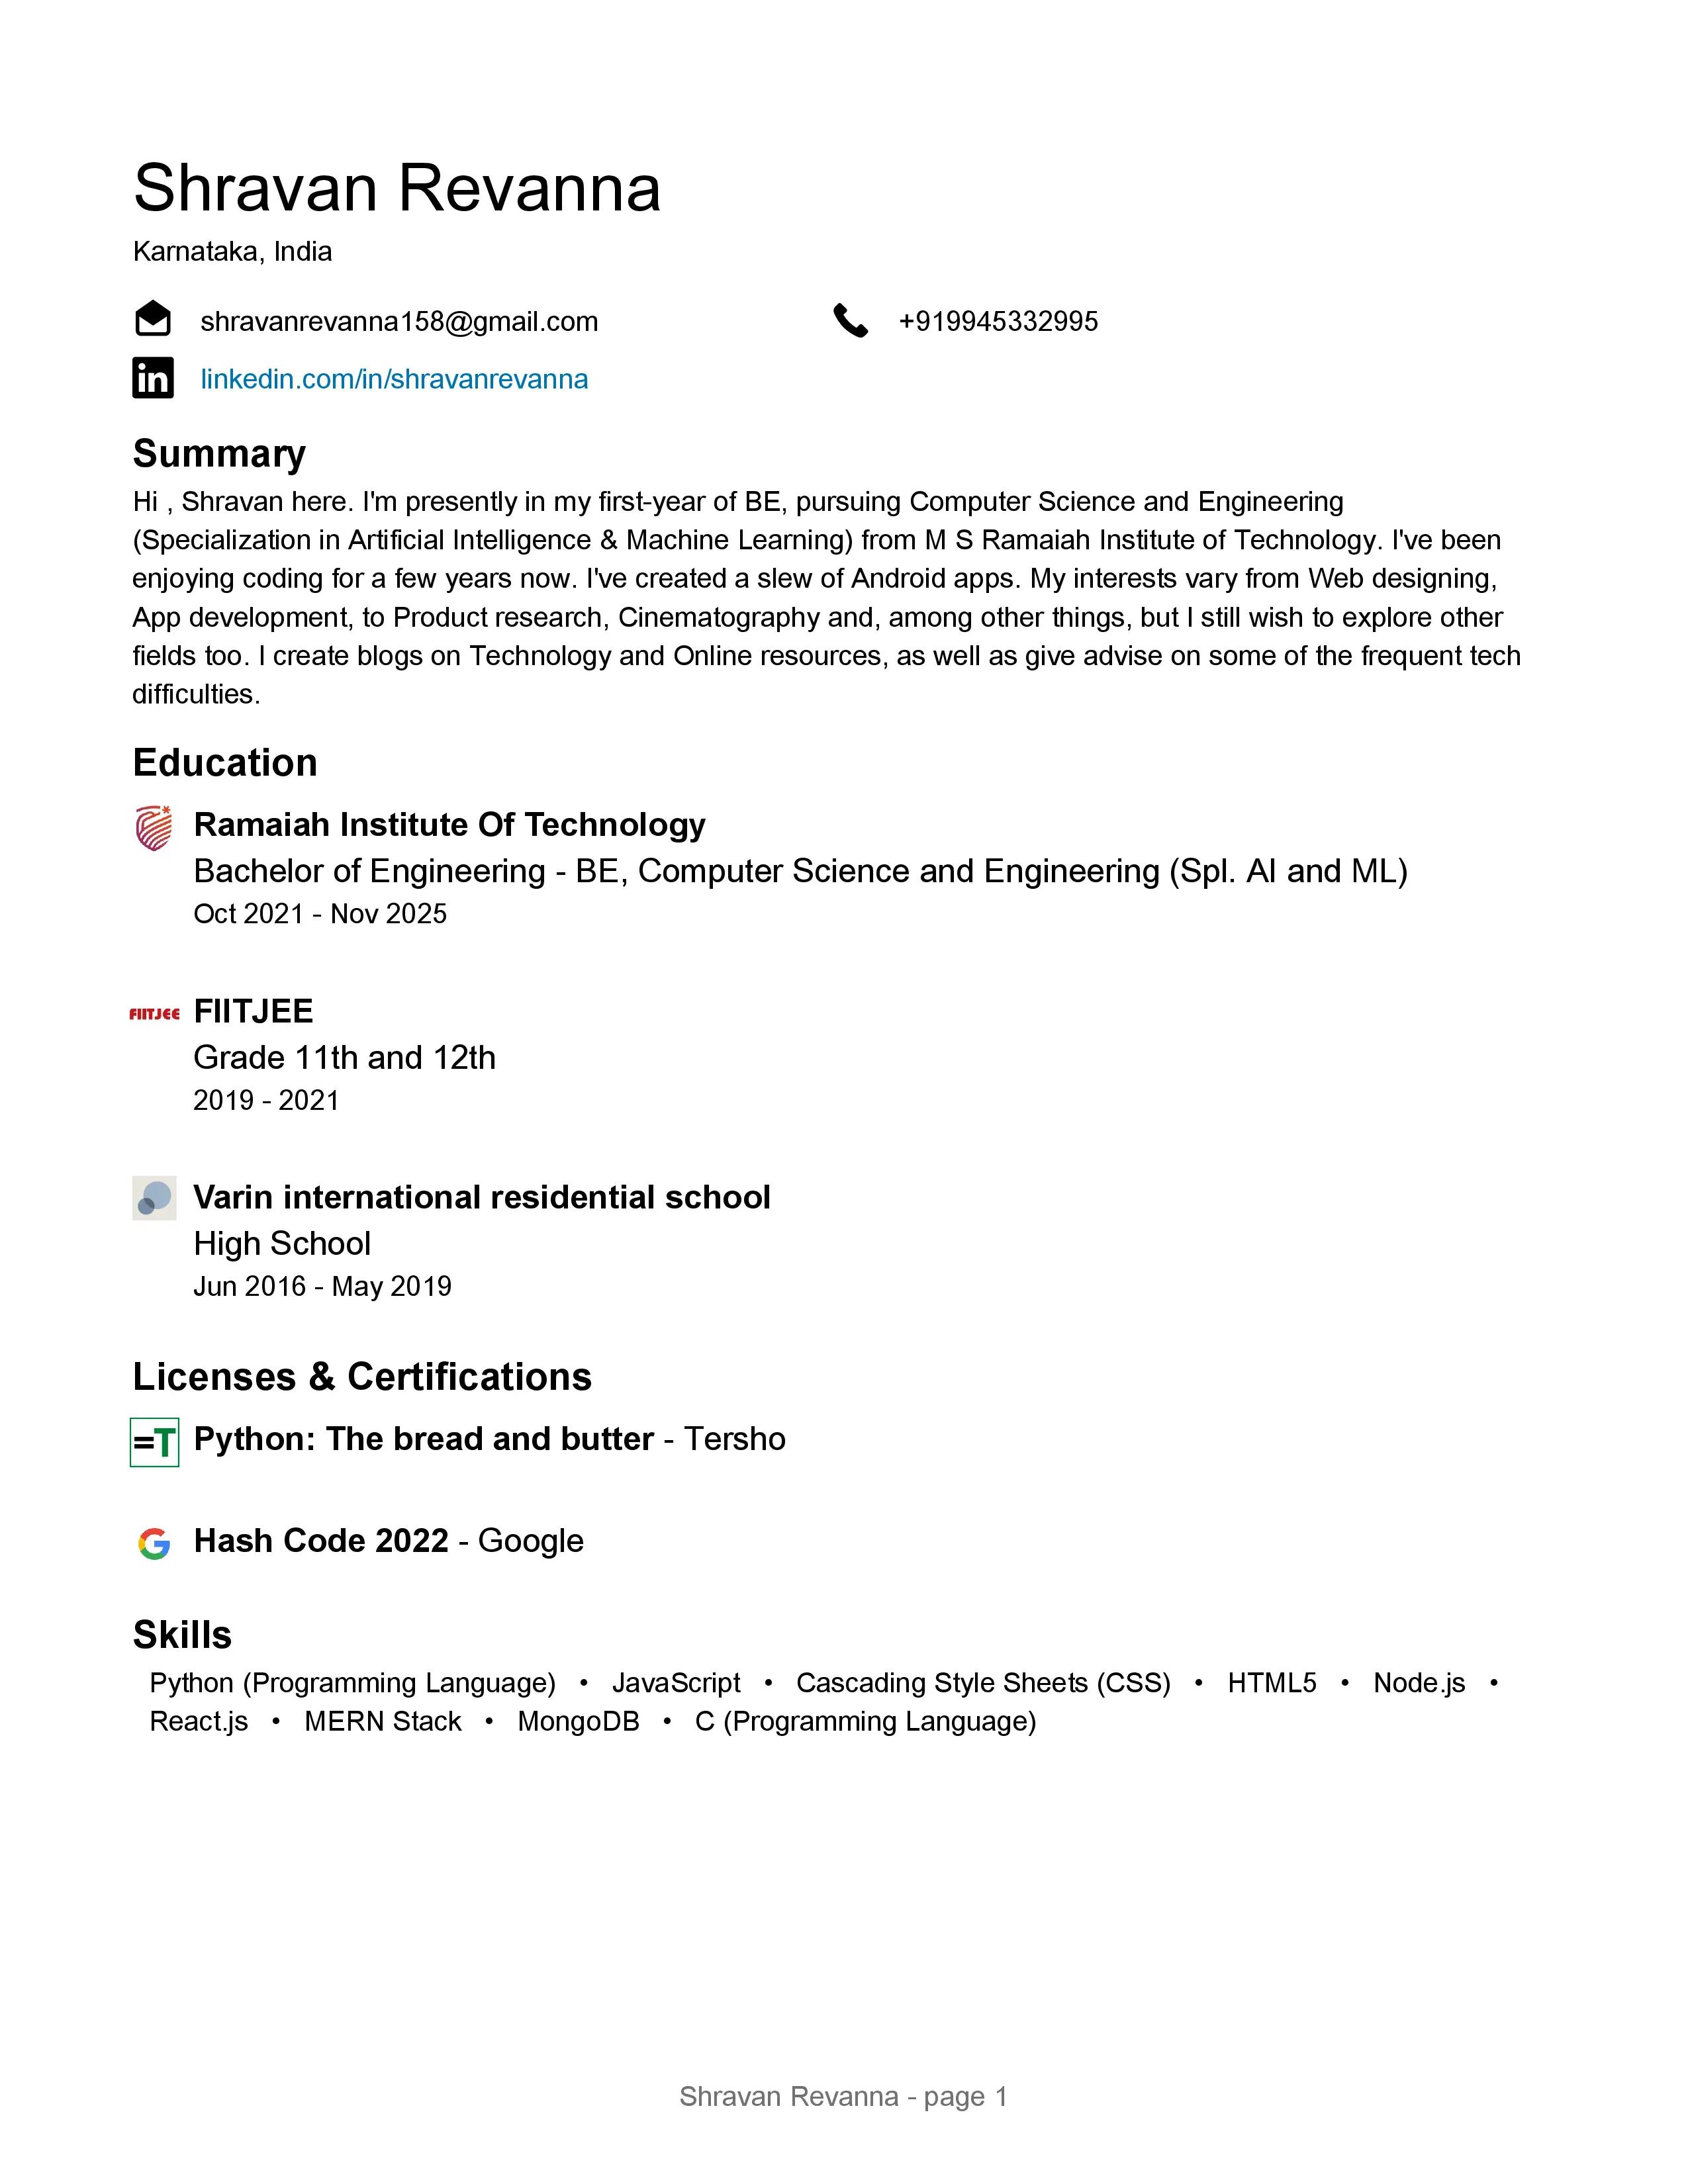 Shravan Revanna
Karnataka, India
shravanrevanna158@gmail.com +919945332995
linkedin.com/in/shravanrevanna
Summary
Hi , Shravan here. I'm presently in my first-year of BE, pursuing Computer Science and Engineering
(Specialization in Artificial Intelligence & Machine Learning) from M S Ramaiah Institute of Technology. I've been
enjoying coding for a few years now. I've created a slew of Android apps. My interests vary from Web designing,
App development, to Product research, Cinematography and, among other things, but I still wish to explore other
fields too. I create blogs on Technology and Online resources, as well as give advise on some of the frequent tech
difficulties.
Education
Ramaiah Institute Of Technology
Bachelor of Engineering - BE, Computer Science and Engineering (Spl. AI and ML)
Oct 2021 - Nov 2025
FIITJEE FIITJEE
Grade 11th and 12th
2019 - 2021
Varin international residential school
High School
Jun 2016 - May 2019
Licenses & Certifications
=T Python: The bread and butter - Tersho
G Hash Code 2022 - Google
Skills
Python (Programming Language) • JavaScript • Cascading Style Sheets (CSS) • HTML5 • Node.js •
React.js • MERN Stack • MongoDB • C (Programming Language)
Shravan Revanna - page 1